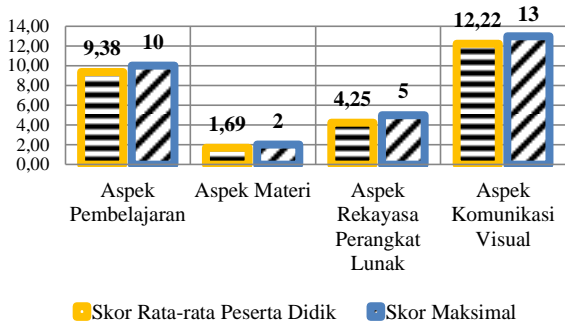 12,22 13
14,00
9,38 10
12,00
10,00
8,00
4,25 5
6,00
1,69 2
4,00
2,00
0,00
Aspek
Pembelajaran
Aspek Materi
Aspek
Rekayasa
Perangkat
Lunak
Aspek
Komunikasi
Visual
Skor Rata-rata Peserta Didik
Skor Maksimal